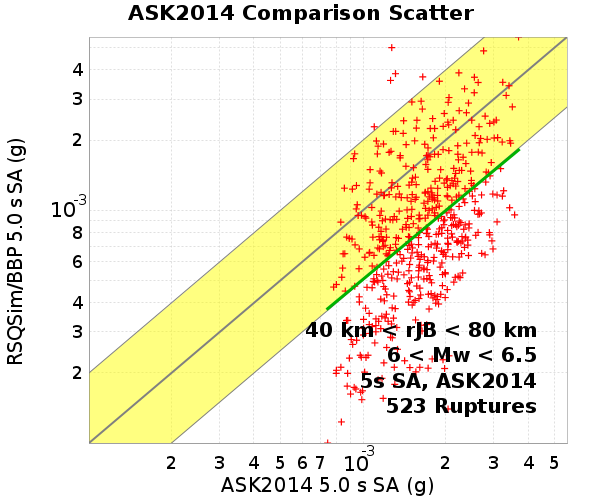 ASK2014 Comparison Scatter
RSQSim/BBP 5.0 s SA (g)
4
3
2
10-3
8
6
4
3
2
40 km < rJB < 80 km
6 < Mw < 6.5
5s SA, ASK2014
523 Ruptures
2 3 4 5 6 7 10-3 2 3 4 5
ASK2014 5.0 s SA (g)